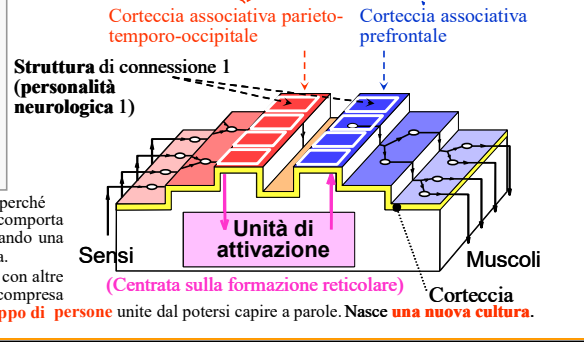 Corteccia associativa parieto-
temporo-occipitale
Corteccia associativa
prefrontale
Struttura di connessione 1
(personalità
neurologica 1)
perché
comporta
ando una
a.
con altre
compresa
Sensi
Unità di
attivazione
Muscoli
(Centrata sulla formazione reticolare)
Corteccia
ppo di persone unite dal potersi capire a parole. Nasce una nuova cultura.